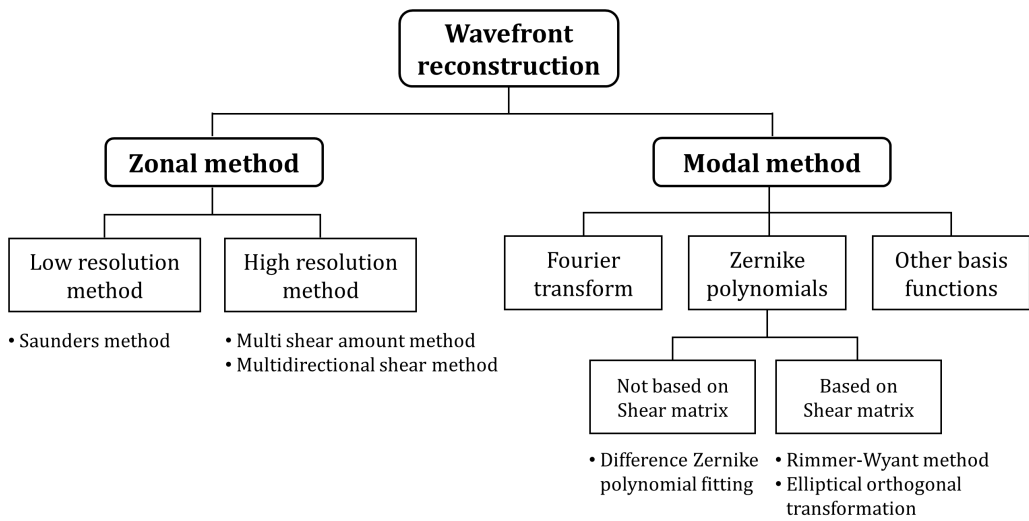 Wavefront
reconstruction
Zonal method
Modal method
Low resolution
method
High resolution
method
Fourier
transform
Zernike
polynomials
Other basis
functions
• Saunders method
• Multi shear amount method
• Multidirectional shear method
Not based on
Shear matrix
Based on
Shear matrix
• Difference Zernike
polynomial fitting
• Rimmer-Wyant method
• Elliptical orthogonal
transformation